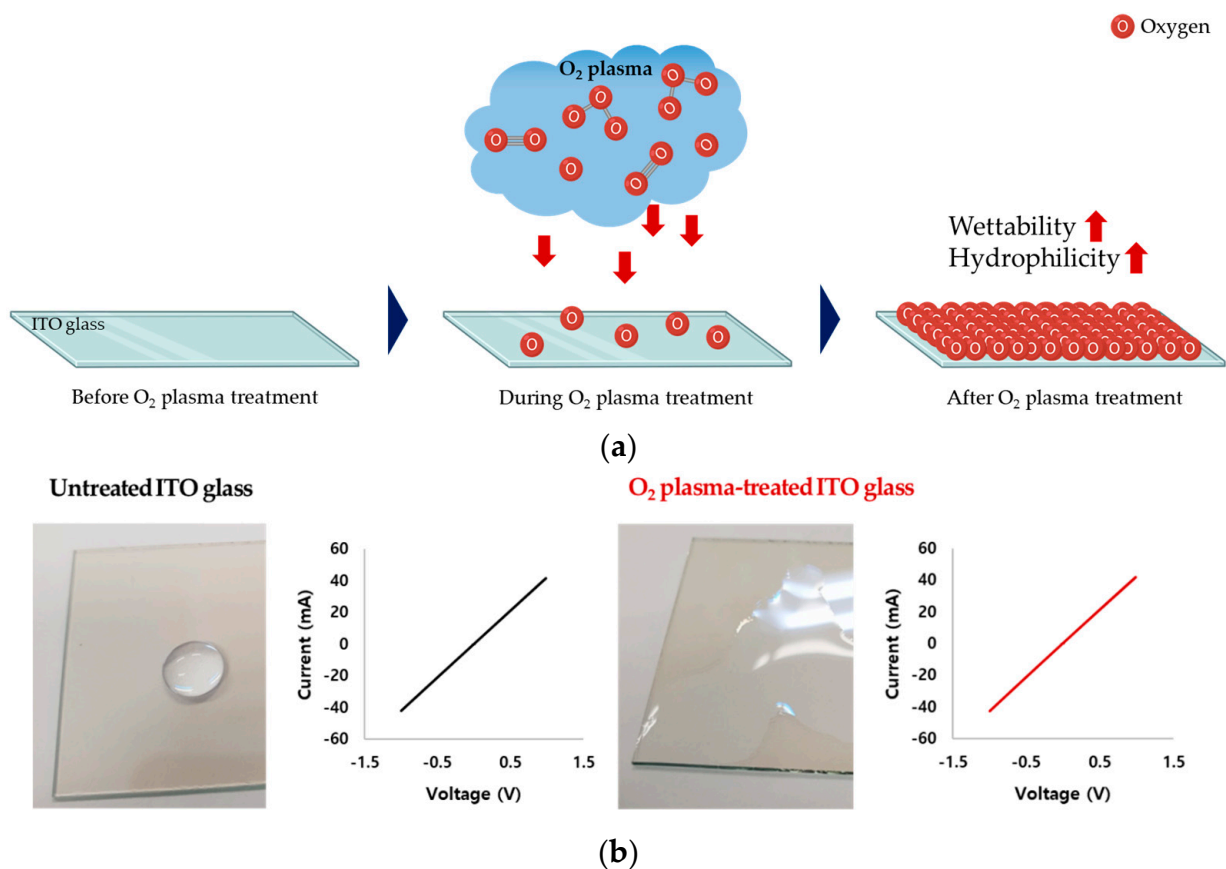 O Oxygen
O₂ plasma
O O O O O O O O O O O O
Wettability
Hydrophilicity
ITO glass
O O O O O
Before O₂ plasma treatment
During O₂ plasma treatment
After O₂ plasma treatment
(a)
Untreated ITO glass
O₂ plasma-treated ITO glass
Current (mA)
60
40
20
0
-20
-40
-60
-1.5 -0.5 0.5 1.5
Voltage (V)
Current (mA)
60
40
20
0
-20
-40
-60
-1.5 -0.5 0.5 1.5
Voltage (V)
(b)